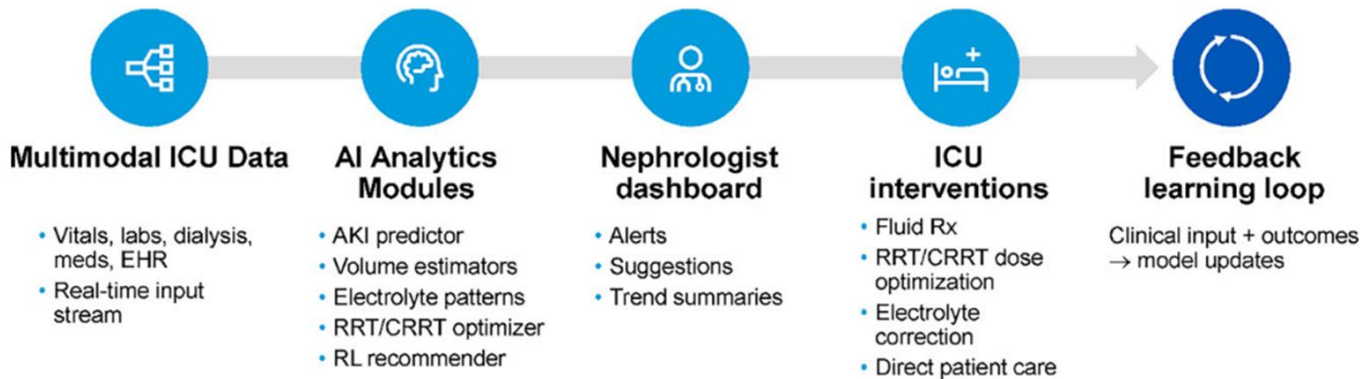 Multimodal ICU Data
• Vitals, labs, dialysis,
meds, EHR
• Real-time input
stream
AI Analytics
Modules
• AKI predictor
• Volume estimators
• Electrolyte patterns
• RRT/CRRT optimizer
• RL recommender
Nephrologist
dashboard
• Alerts
• Suggestions
• Trend summaries
ICU
interventions
• Fluid Rx
• RRT/CRRT dose
optimization
• Electrolyte
correction
• Direct patient care
Feedback
learning loop
Clinical input + outcomes
→ model updates